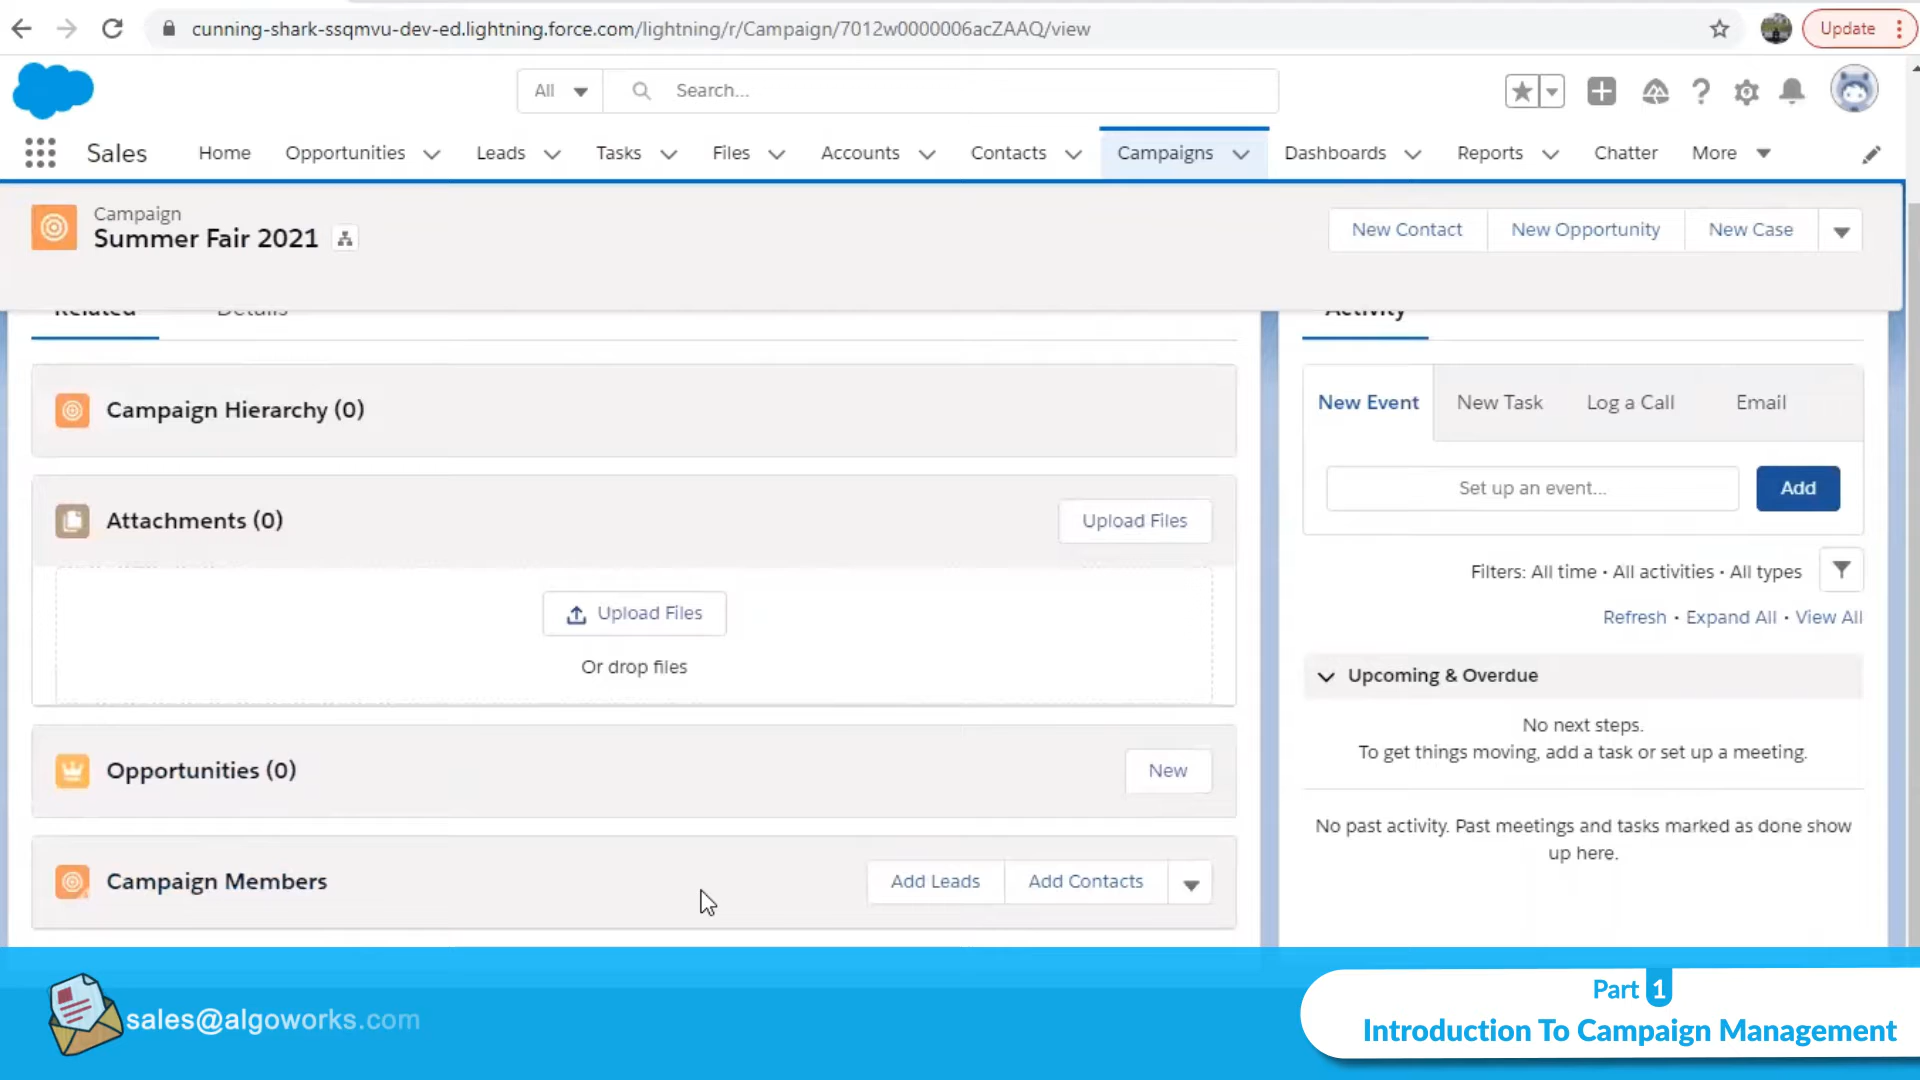 cunning-shark-ssqmvu-dev-ed.lightning.force.com/lightning/r/Campaign/7012w0000006acZAAQ/view
Update
All
Search...
Sales
Home
Opportunities
Leads
Tasks
Files
Accounts
Contacts
Campaigns
Dashboards
Reports
Chatter
More
Campaign
Summer Fair 2021
New Contact
New Opportunity
New Case
Related
Details
Campaign Hierarchy (0)
Attachments (0)
Upload Files
Upload Files
Or drop files
Opportunities (0)
New
Campaign Members
Add Leads
Add Contacts
Activity
New Event
New Task
Log a Call
Email
Set up an event...
Add
Filters: All time • All activities • All types
Refresh • Expand All • View All
Upcoming & Overdue
No next steps.
To get things moving, add a task or set up a meeting.
No past activity. Past meetings and tasks marked as done show
up here.
sales@algoworks.com
Part 1
Introduction To Campaign Management